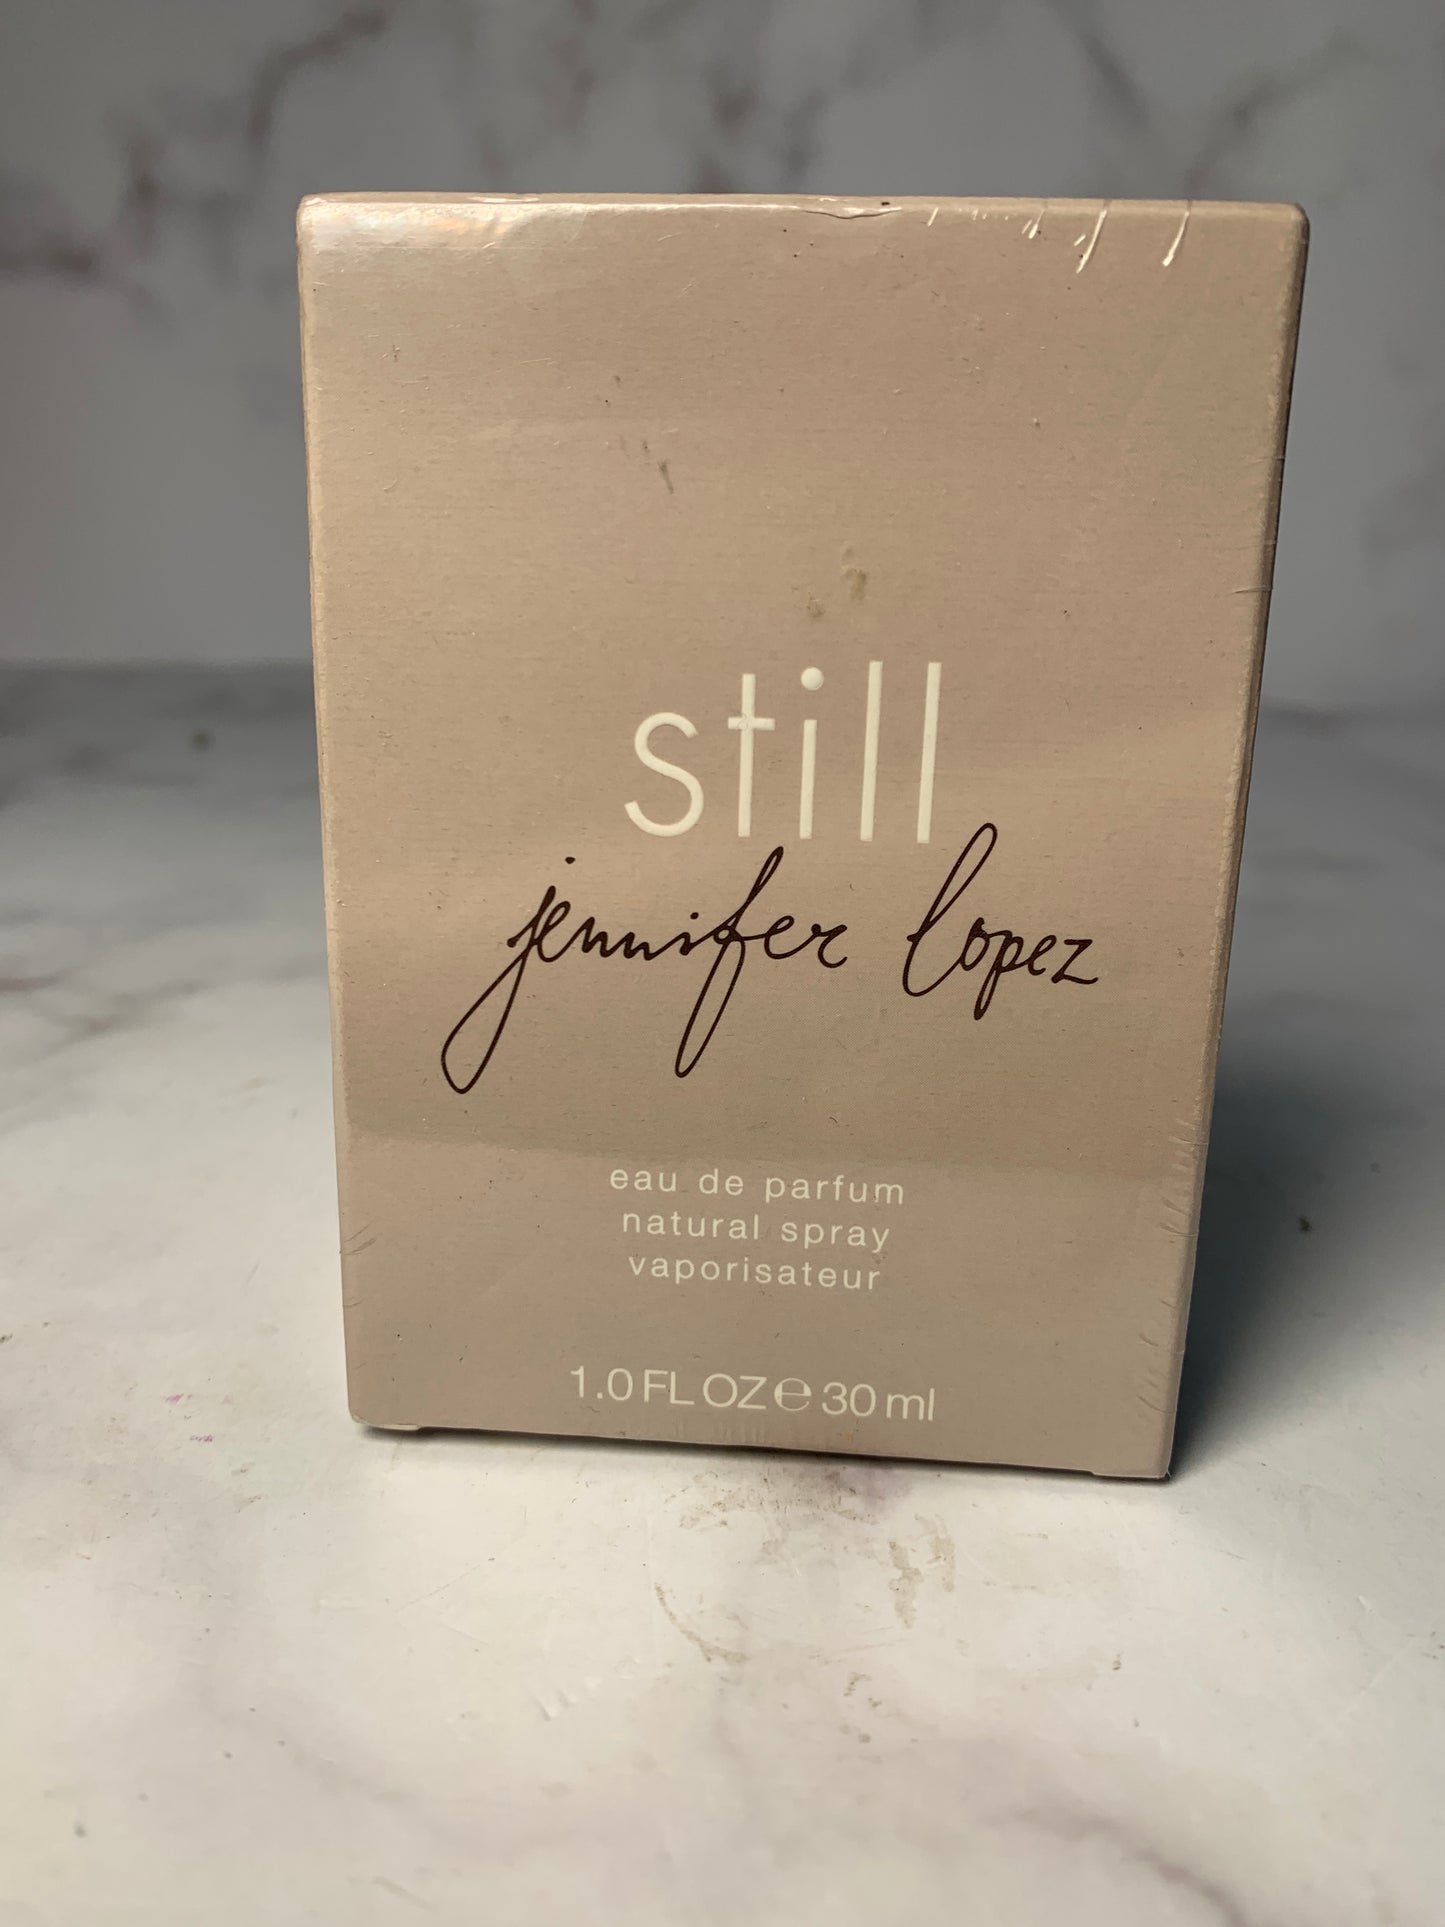 still
jennifer lopez
eau de parfum
natural spray
vaporisateur
1.0 FL OZ ℮ 30 ml